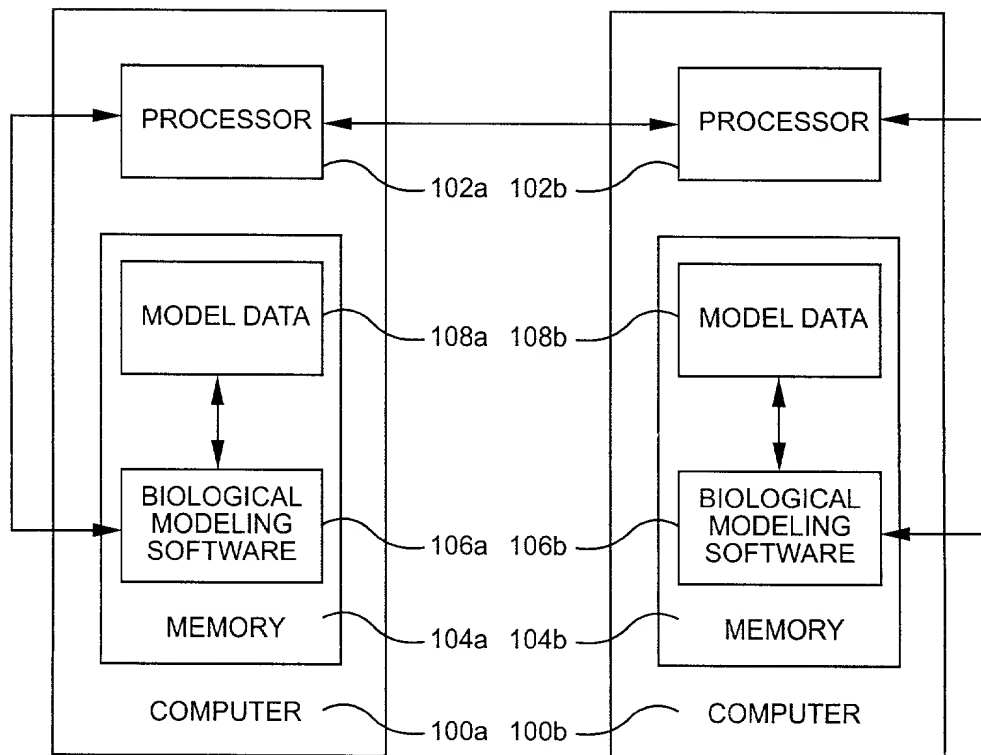 PROCESSOR
PROCESSOR
102a 102b
MODEL DATA
MODEL DATA
108a 108b
BIOLOGICAL
MODELING
SOFTWARE
BIOLOGICAL
MODELING
SOFTWARE
106a 106b
MEMORY
104a 104b
MEMORY
COMPUTER
100a 100b
COMPUTER